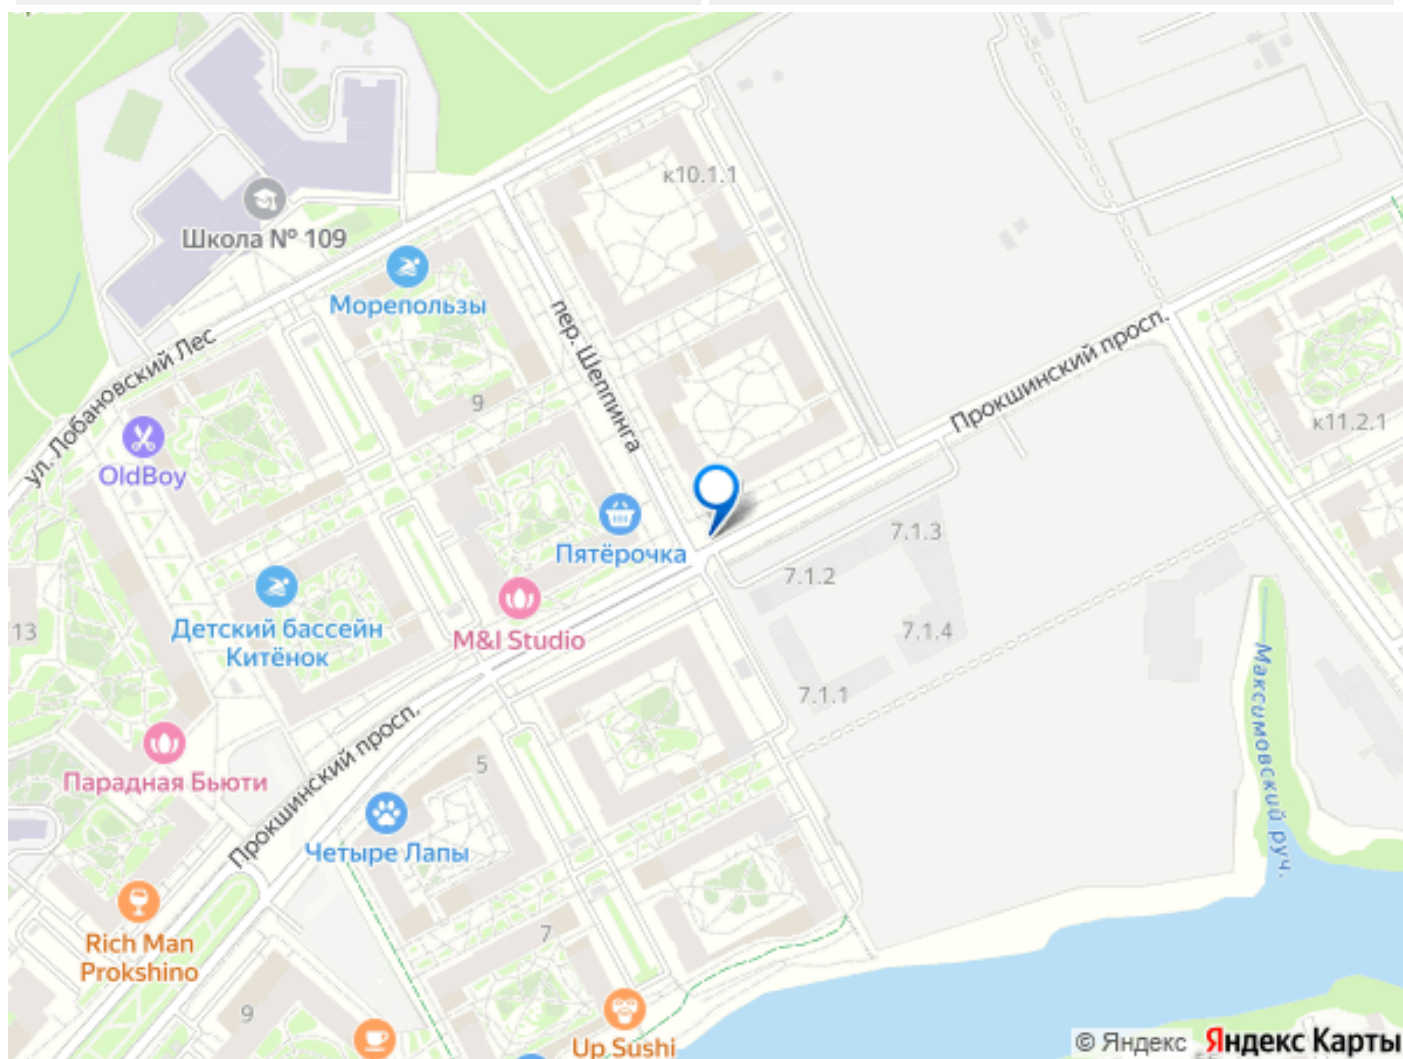 к10.1.1
Школа № 109
Морепользы
пер. Шеппинга
ул. Лобановский Лес
Прокшинский просп.
9
к11.2.1
OldBoy
Пятёрочка
7.1.3
7.1.2
Детский бассейн
Китёнок
M&I Studio
13
7.1.4
7.1.1
Максимовский руч.
Прокшинский просп.
Парадная Бьюти
5
Четыре Лапы
Rich Man
Prokshino
7
9
Up Sushi
© Яндекс Яндекс Карты